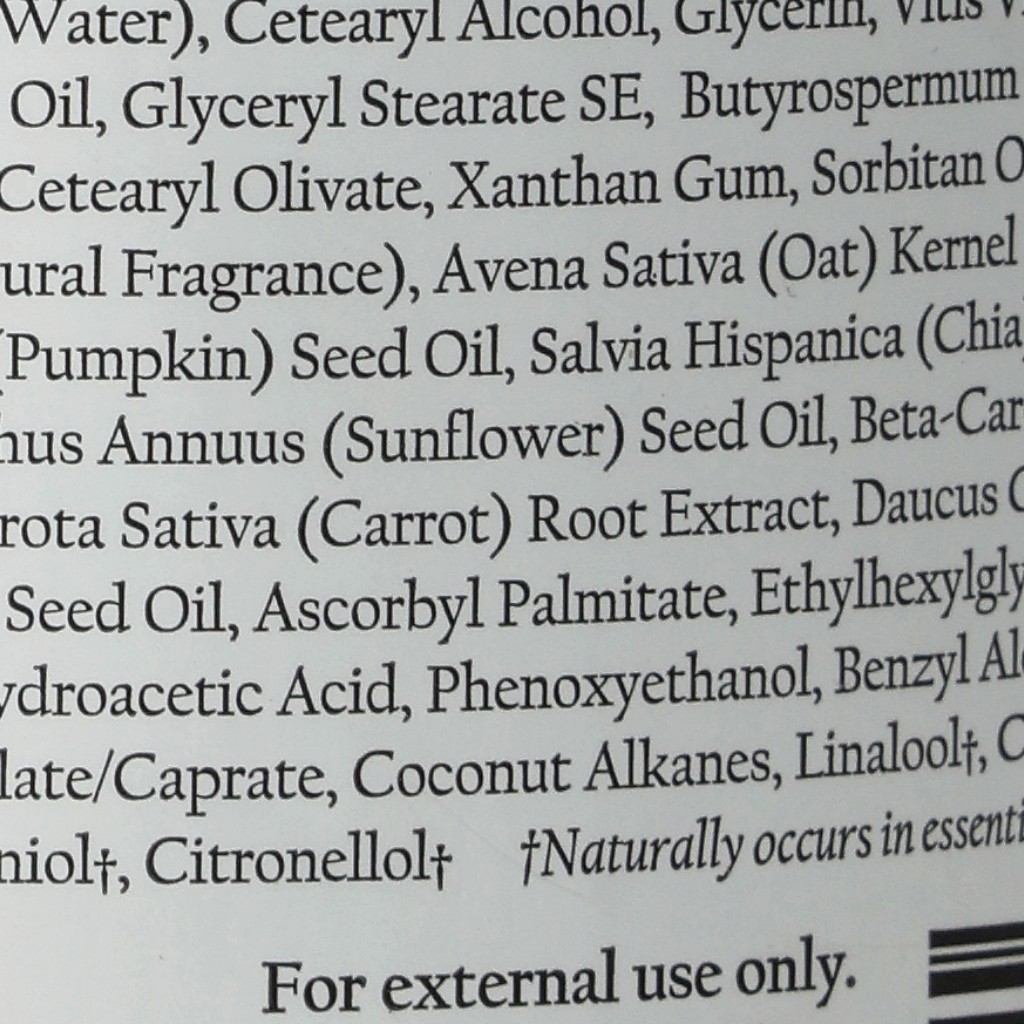 Water), Cetearyl Alcohol, Glycerin, Vitis
Oil, Glyceryl Stearate SE, Butyrospermum
Cetearyl Olivate, Xanthan Gum, Sorbitan O
ural Fragrance), Avena Sativa (Oat) Kernel
(Pumpkin) Seed Oil, Salvia Hispanica (Chia)
nus Annuus (Sunflower) Seed Oil, Beta-Car
rota Sativa (Carrot) Root Extract, Daucus C
Seed Oil, Ascorbyl Palmitate, Ethylhexylgly
ydroacetic Acid, Phenoxyethanol, Benzyl Alc
late/Caprate, Coconut Alkanes, Linalool†, C
niol†, Citronellol† †Naturally occurs in essenti
For external use only.